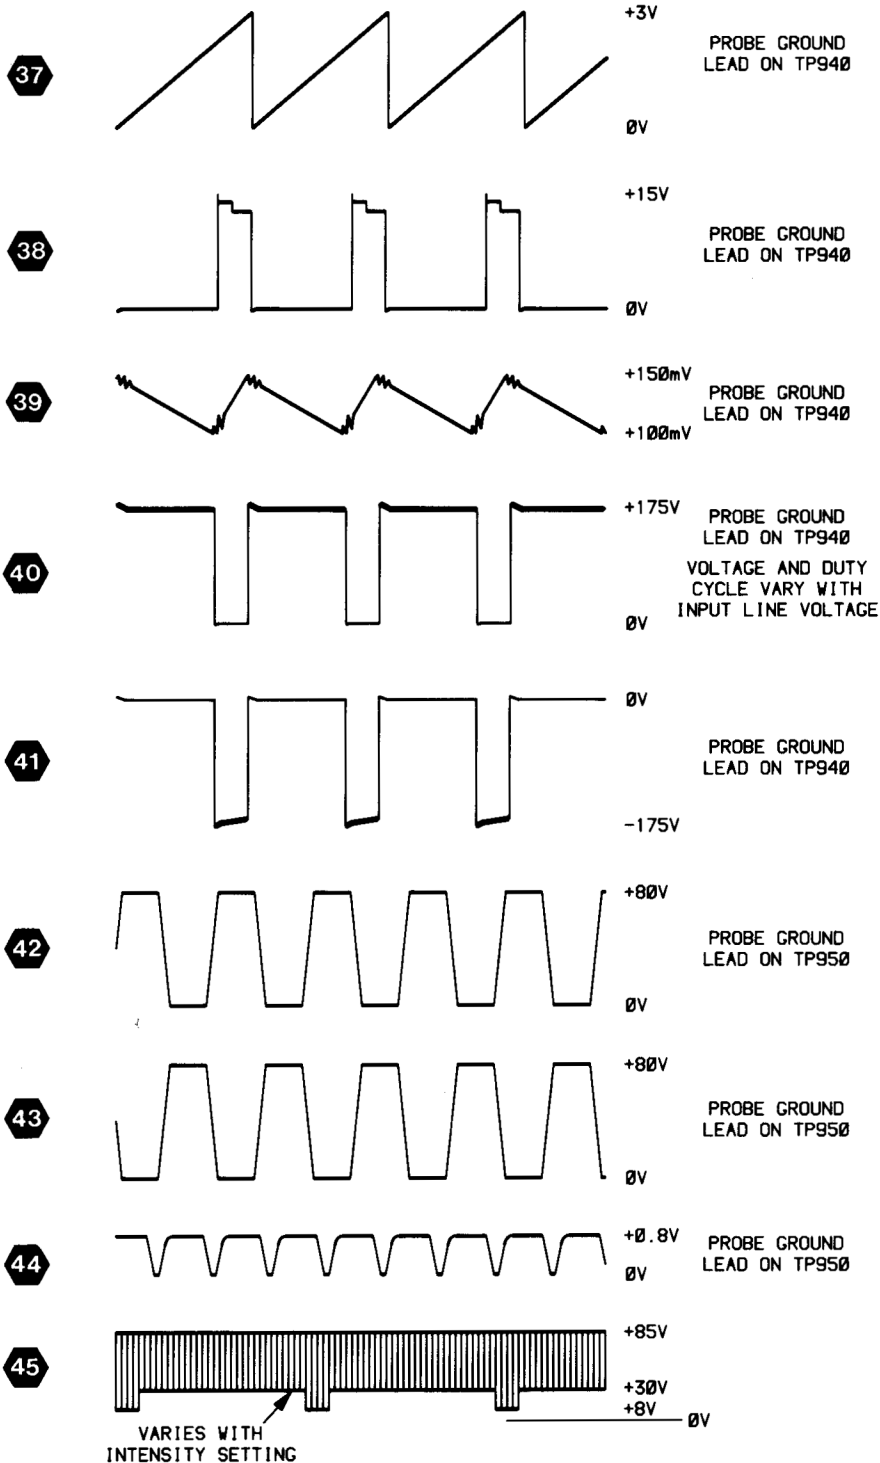 37
+3V
0V
PROBE GROUND
LEAD ON TP940
38
+15V
0V
PROBE GROUND
LEAD ON TP940
39
+150mV
+100mV
PROBE GROUND
LEAD ON TP940
40
+175V
0V
PROBE GROUND
LEAD ON TP940
VOLTAGE AND DUTY
CYCLE VARY WITH
INPUT LINE VOLTAGE
41
0V
-175V
PROBE GROUND
LEAD ON TP940
42
+80V
0V
PROBE GROUND
LEAD ON TP950
43
+80V
0V
PROBE GROUND
LEAD ON TP950
44
+0.8V
0V
PROBE GROUND
LEAD ON TP950
45
+85V
+30V
+8V
0V
VARIES WITH
INTENSITY SETTING